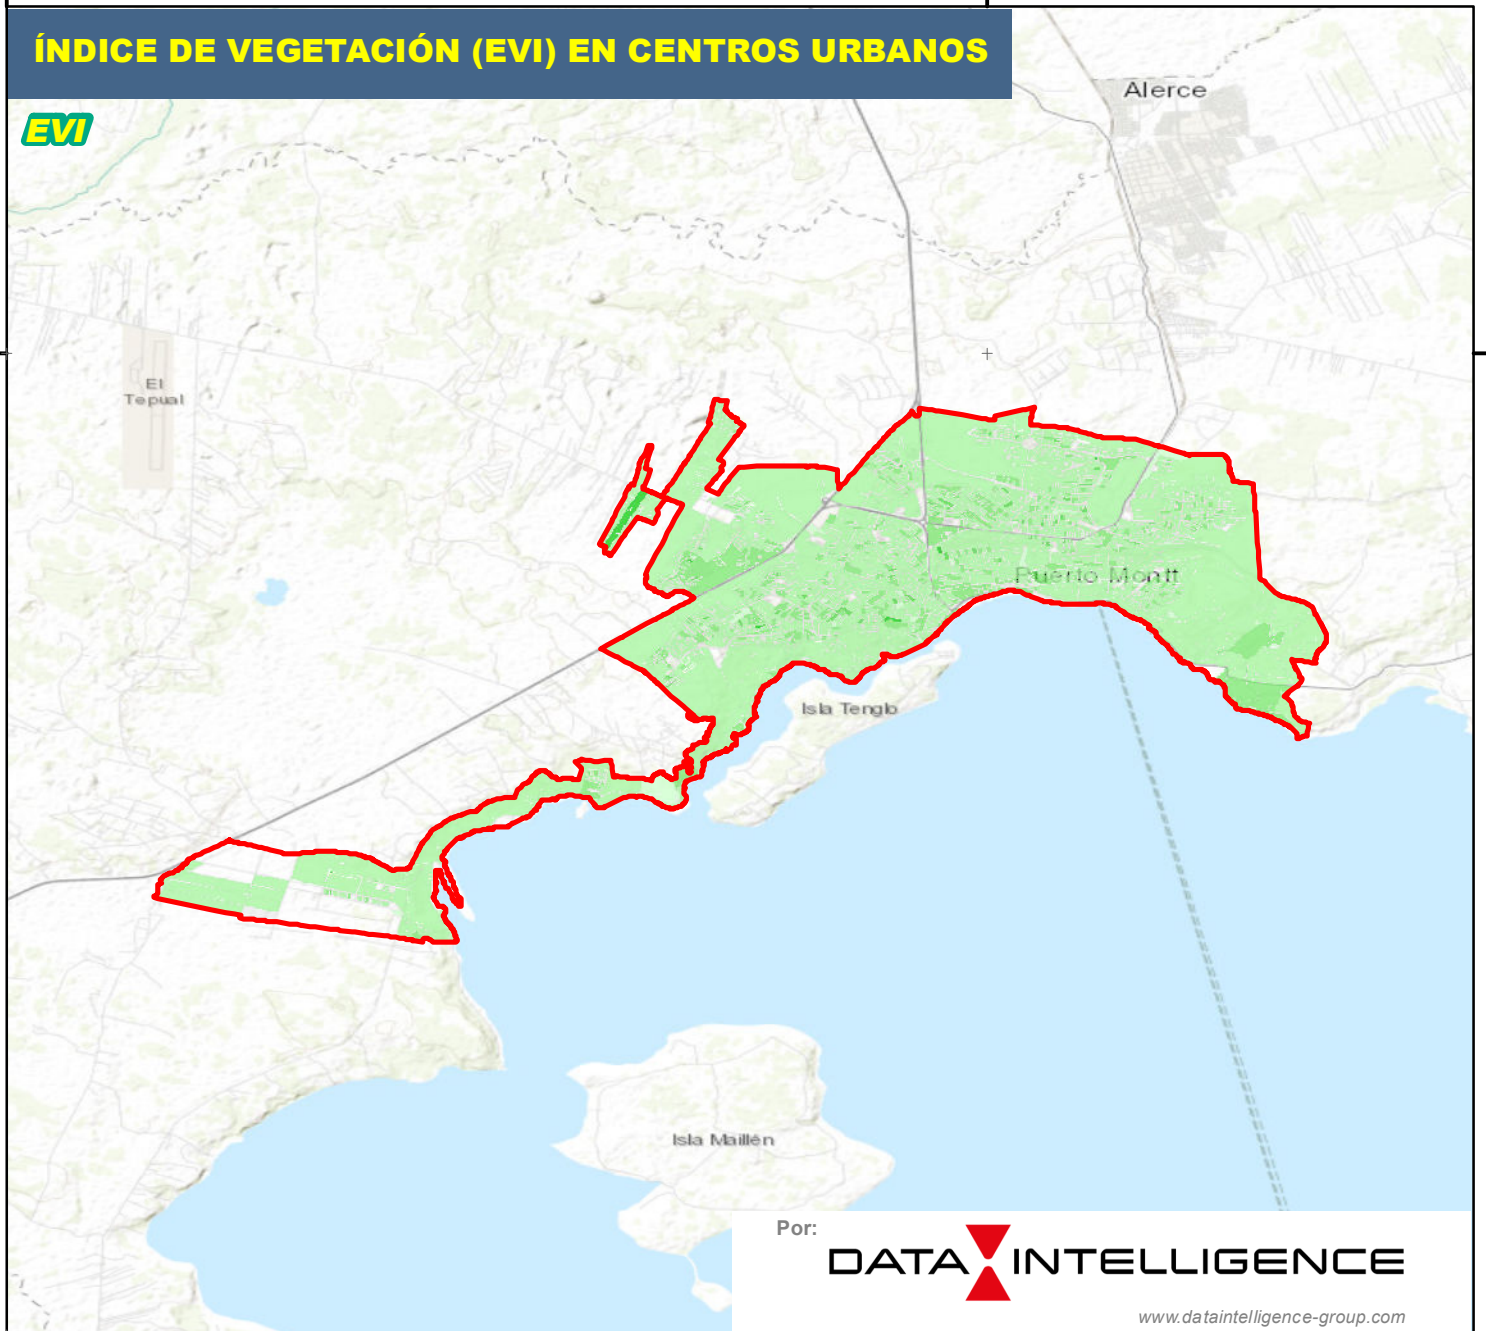 ÍNDICE DE VEGETACIÓN (EVI) EN CENTROS URBANOS
EVI
Alerce
El
Tepual
Puerto Montt
Isla Tenglo
Isla Maillén
Por:
DATA INTELLIGENCE
www.dataintelligence-group.com